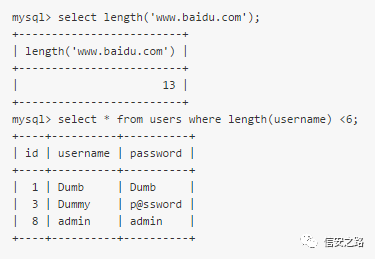 mysql> select length('www.baidu.com');
+-------------------------+
| length('www.baidu.com') |
+-------------------------+
|                      13 |
+-------------------------+
mysql> select * from users where length(username) <6;
+----+----------+----------+
| id | username | password |
+----+----------+----------+
|  1 | Dumb     | Dumb     |
|  3 | Dummy    | p@ssword |
|  8 | admin    | admin    |
+----+----------+----------+
信安之路